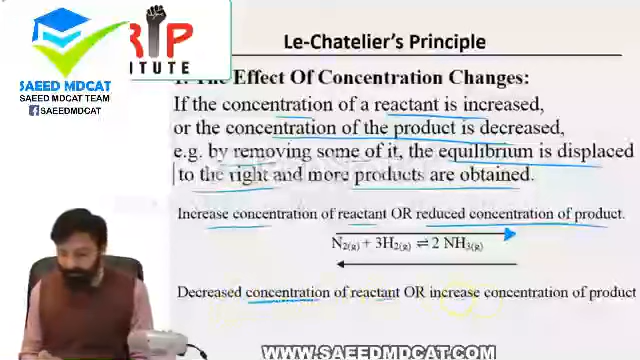 Le-Chatelier's Principle
SAEED MDCAT
SAEED MDCAT TEAM
SAEEDMDCAT
The Effect Of Concentration Changes:
If the concentration of a reactant is increased,
or the concentration of the product is decreased,
e.g. by removing some of it, the equilibrium is displaced
to the right and more products are obtained.
Increase concentration of reactant OR reduced concentration of product.
N2(g) + 3H2(g) ⇌ 2 NH3(g)
Decreased concentration of reactant OR increase concentration of product
WWW.SAEEDMDCAT.COM